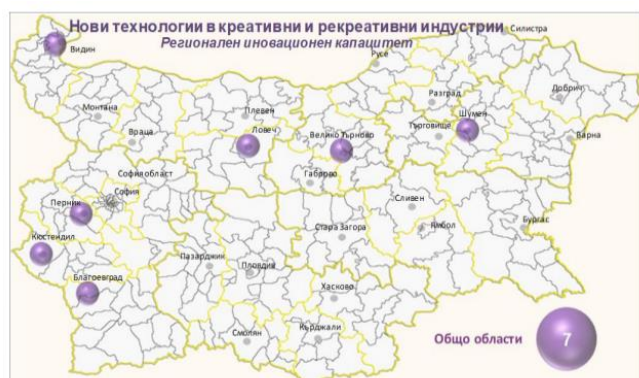 Нови технологии в креативни и рекреативни индустрии
Регионален иновационен капацитет
Силистра
Видин
Русе
Монтана
Плевен
Разград
Добрич
Враца
Ловеч
Велико Търново
Търговище
Шумен
Варна
София област
Габрово
София
Перник
Сливен
Кюстендил
Стара Загора
Ямбол
Бургас
Пазарджик
Пловдив
Благоевград
Хасково
Смолян
Кърджали
Общо области
7